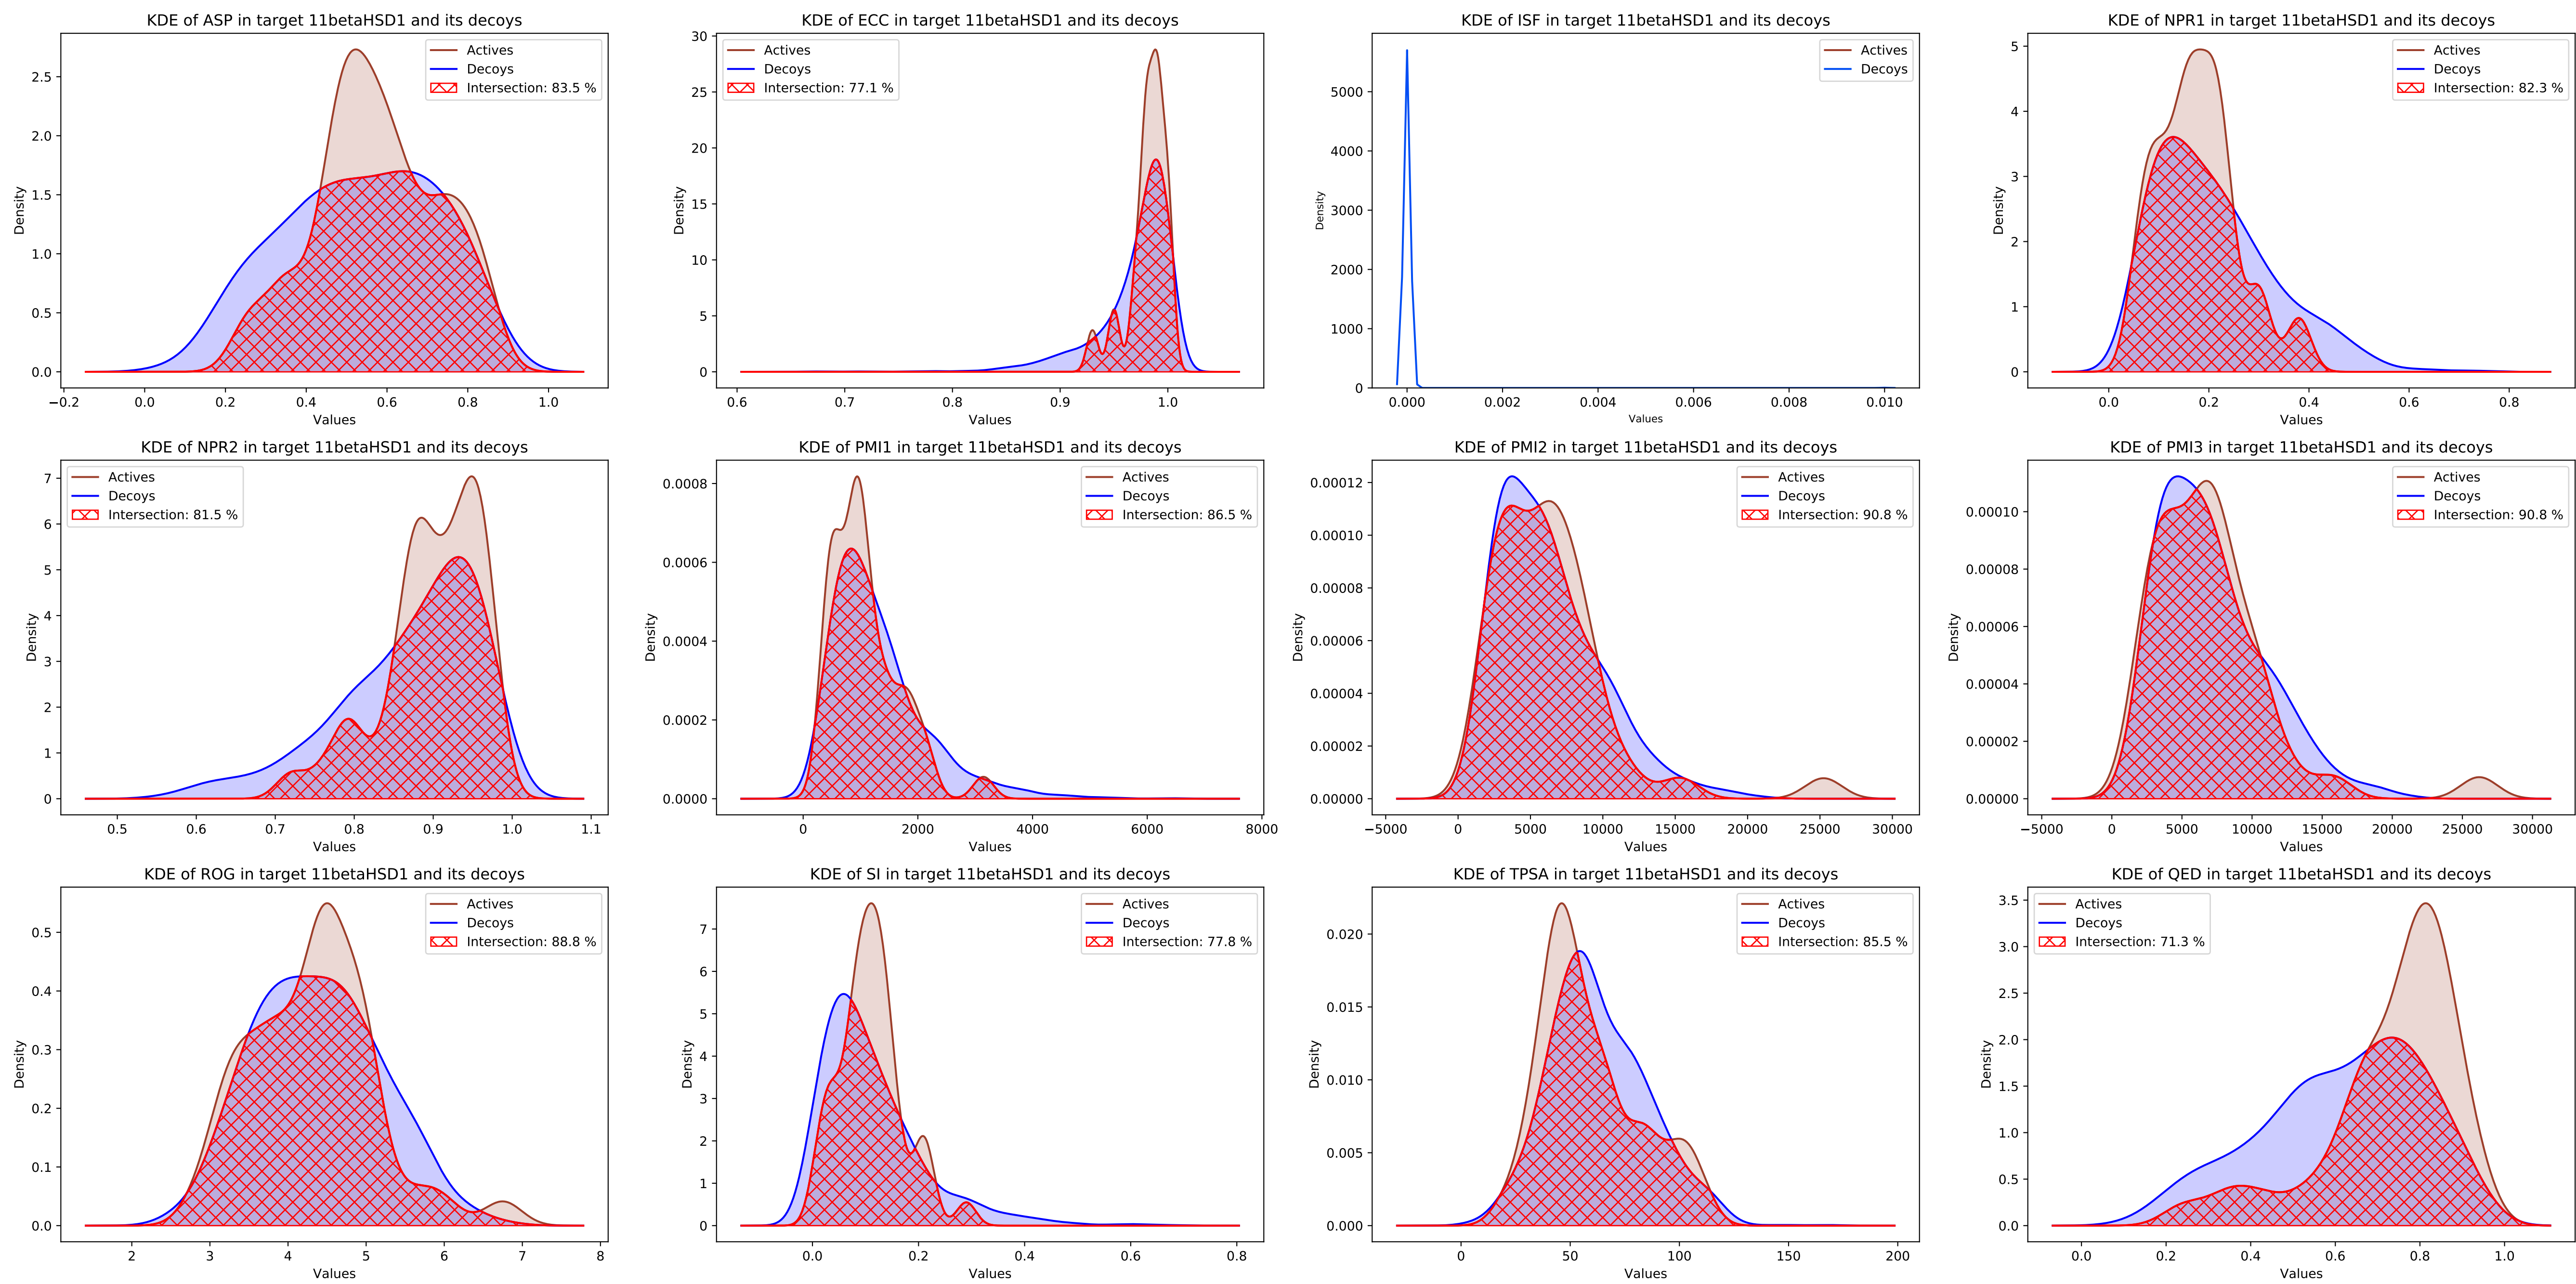 KDE of ASP in target 11betaHSD1 and its decoys
Actives
Decoys
Intersection: 83.5 %
Density
2.5
2.0
1.5
1.0
0.5
0.0
−0.2 0.0 0.2 0.4 0.6 0.8 1.0
Values
KDE of ECC in target 11betaHSD1 and its decoys
Actives
Decoys
Intersection: 77.1 %
Density
30
25
20
15
10
5
0
0.6 0.7 0.8 0.9 1.0
Values
KDE of ISF in target 11betaHSD1 and its decoys
Actives
Decoys
Density
5000
4000
3000
2000
1000
0
0.000 0.002 0.004 0.006 0.008 0.010
Values
KDE of NPR1 in target 11betaHSD1 and its decoys
Actives
Decoys
Intersection: 82.3 %
Density
5
4
3
2
1
0
0.0 0.2 0.4 0.6 0.8
Values
KDE of NPR2 in target 11betaHSD1 and its decoys
Actives
Decoys
Intersection: 81.5 %
Density
7
6
5
4
3
2
1
0
0.5 0.6 0.7 0.8 0.9 1.0 1.1
Values
KDE of PMI1 in target 11betaHSD1 and its decoys
Actives
Decoys
Intersection: 86.5 %
Density
0.0008
0.0006
0.0004
0.0002
0.0000
0 2000 4000 6000 8000
Values
KDE of PMI2 in target 11betaHSD1 and its decoys
Actives
Decoys
Intersection: 90.8 %
Density
0.00012
0.00010
0.00008
0.00006
0.00004
0.00002
0.00000
−5000 0 5000 10000 15000 20000 25000 30000
Values
KDE of PMI3 in target 11betaHSD1 and its decoys
Actives
Decoys
Intersection: 90.8 %
Density
0.00010
0.00008
0.00006
0.00004
0.00002
0.00000
−5000 0 5000 10000 15000 20000 25000 30000
Values
KDE of ROG in target 11betaHSD1 and its decoys
Actives
Decoys
Intersection: 88.8 %
Density
0.5
0.4
0.3
0.2
0.1
0.0
2 3 4 5 6 7 8
Values
KDE of SI in target 11betaHSD1 and its decoys
Actives
Decoys
Intersection: 77.8 %
Density
7
6
5
4
3
2
1
0
0.0 0.2 0.4 0.6 0.8
Values
KDE of TPSA in target 11betaHSD1 and its decoys
Actives
Decoys
Intersection: 85.5 %
Density
0.020
0.015
0.010
0.005
0.000
0 50 100 150 200
Values
KDE of QED in target 11betaHSD1 and its decoys
Actives
Decoys
Intersection: 71.3 %
Density
3.5
3.0
2.5
2.0
1.5
1.0
0.5
0.0
0.0 0.2 0.4 0.6 0.8 1.0
Values